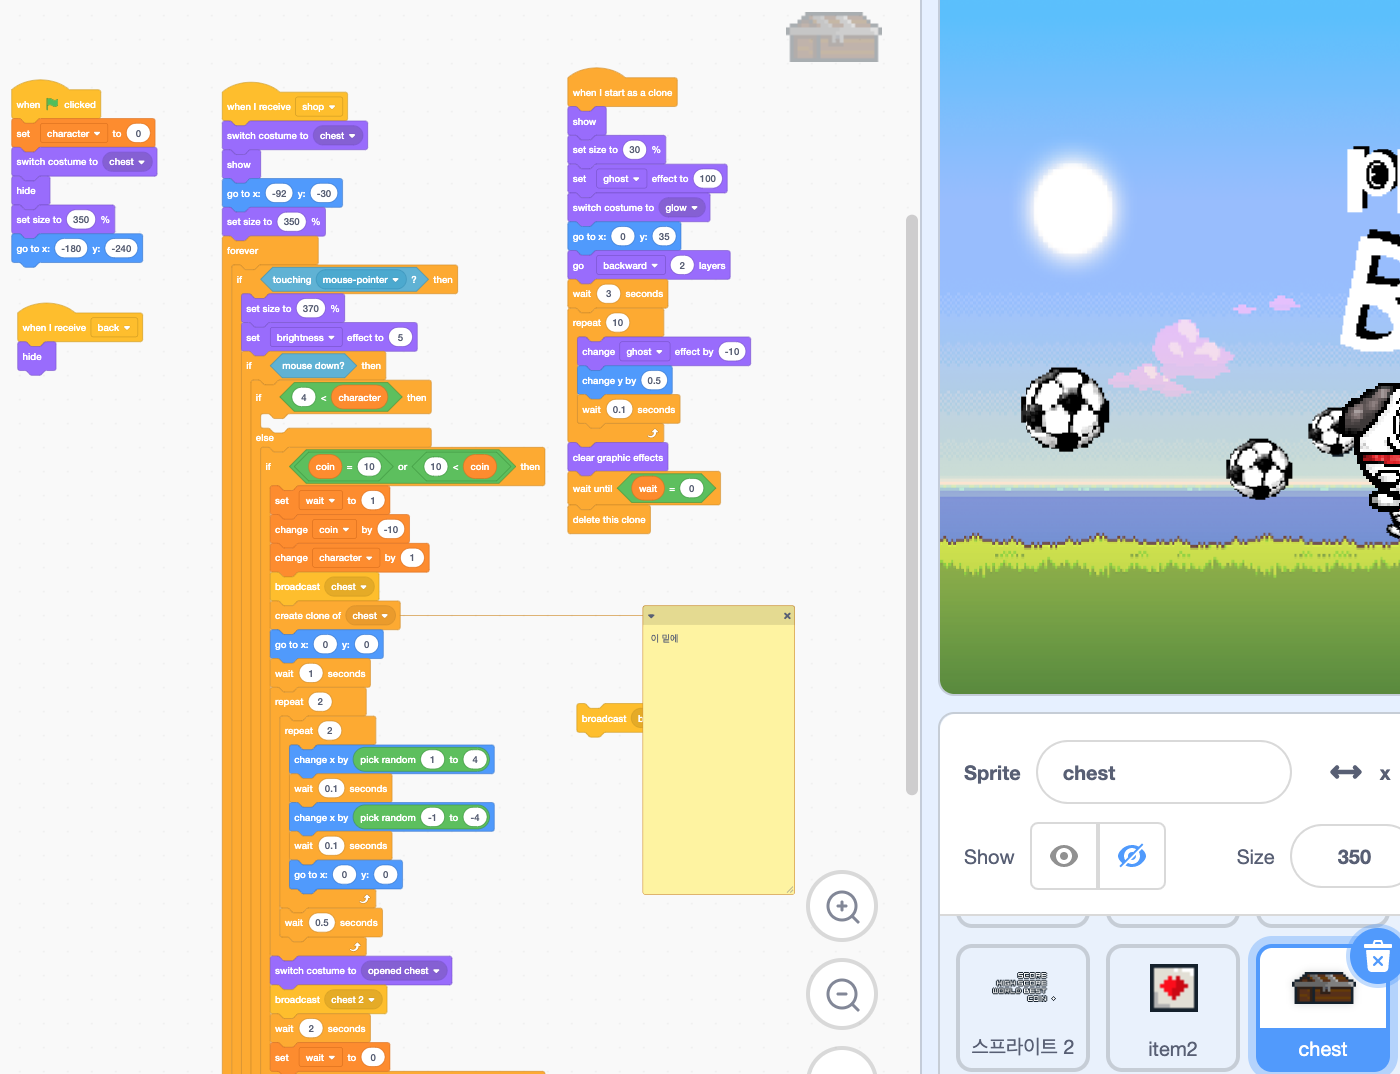 when clicked
set character to 0
switch costume to chest
hide
set size to 350 %
go to x: -180 y: -240
when I receive back
hide
when I receive shop
switch costume to chest
show
go to x: -92 y: -30
set size to 350 %
forever
if touching mouse-pointer ? then
set size to 370 %
set brightness effect to 5
if mouse down? then
if 4 < character then
else
if coin = 10 or 10 < coin then
set wait to 1
change coin by -10
change character by 1
broadcast chest
create clone of chest
go to x: 0 y: 0
wait 1 seconds
repeat 2
repeat 2
change x by pick random 1 to 4
wait 0.1 seconds
change x by pick random -1 to -4
wait 0.1 seconds
go to x: 0 y: 0
wait 0.5 seconds
switch costume to opened chest
broadcast chest 2
wait 2 seconds
set wait to 0
when I start as a clone
show
set size to 30 %
set ghost effect to 100
switch costume to glow
go to x: 0 y: 35
go backward 2 layers
wait 3 seconds
repeat 10
change ghost effect by -10
change y by 0.5
wait 0.1 seconds
clear graphic effects
wait until wait = 0
delete this clone
이 밑에
broadcast
Sprite chest x
Show Size 350
SCORE
HIGH SCORE
WORLD BEST
COIN
스프라이트 2
item2
chest